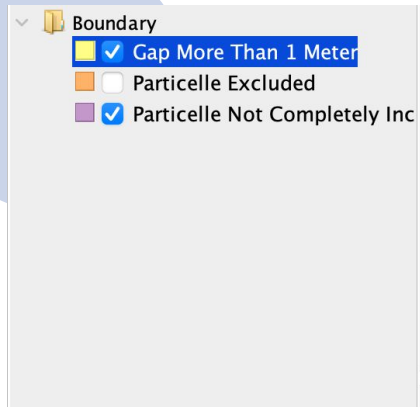 Boundary
Gap More Than 1 Meter
Particelle Excluded
Particelle Not Completely Inc